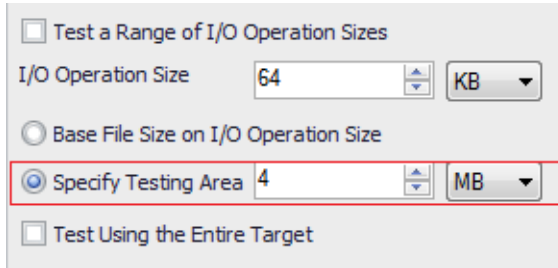 Test a Range of I/O Operation Sizes
I/O Operation Size 64 KB
Base File Size on I/O Operation Size
Specify Testing Area 4 MB
Test Using the Entire Target